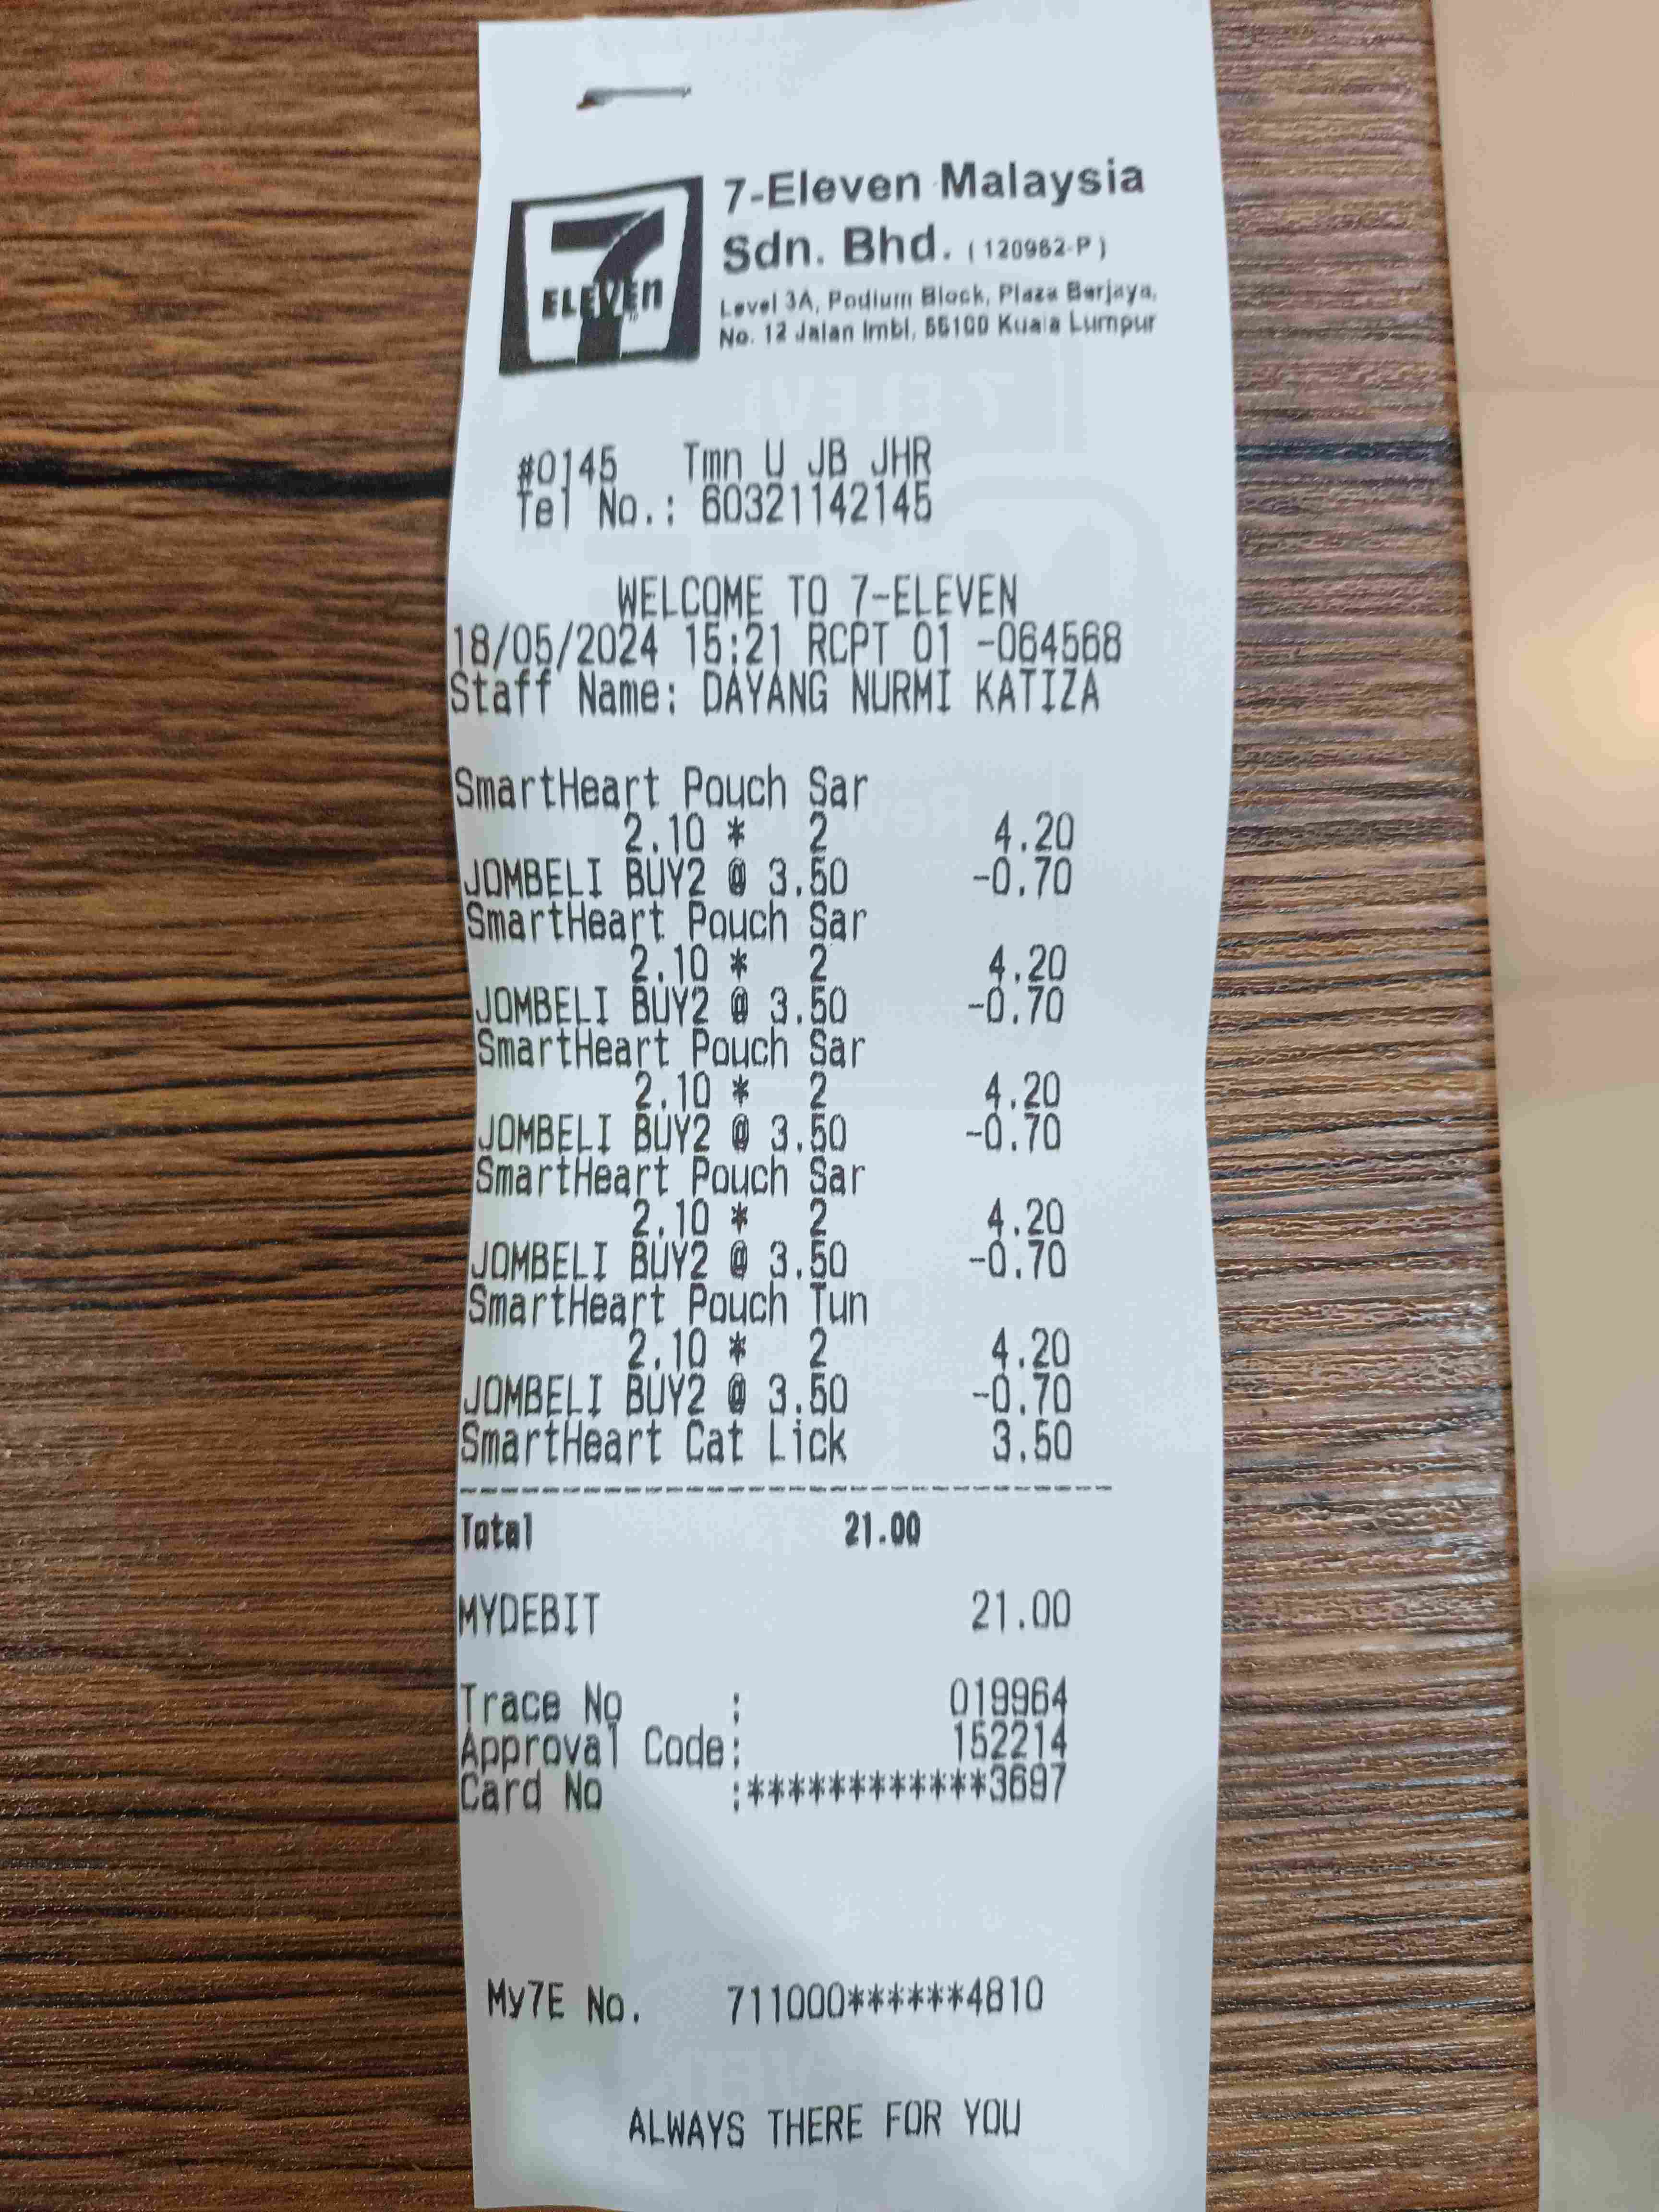 7-Eleven Malaysia
Sdn. Bhd. (120962-P)
Level 3A, Podium Block, Plaza Berjaya,
No. 12 Jalan Imbi, 55100 Kuala Lumpur
7 ELEVEn
#0145 Tmn U JB JHR
Tel No.: 60321142145
WELCOME TO 7-ELEVEN
18/05/2024 15:21 RCPT 01 -064568
Staff Name: DAYANG NURMI KATIZA
SmartHeart Pouch Sar
2.10 * 2 4.20
JOMBELI BUY2 @ 3.50 -0.70
SmartHeart Pouch Sar
2.10 * 2 4.20
JOMBELI BUY2 @ 3.50 -0.70
SmartHeart Pouch Sar
2.10 * 2 4.20
JOMBELI BUY2 @ 3.50 -0.70
SmartHeart Pouch Sar
2.10 * 2 4.20
JOMBELI BUY2 @ 3.50 -0.70
SmartHeart Pouch Tun
2.10 * 2 4.20
JOMBELI BUY2 @ 3.50 -0.70
SmartHeart Cat Lick 3.50
Total 21.00
MYDEBIT 21.00
Trace No : 019964
Approval Code: 152214
Card No :************3697
My7E No. 711000******4810
ALWAYS THERE FOR YOU